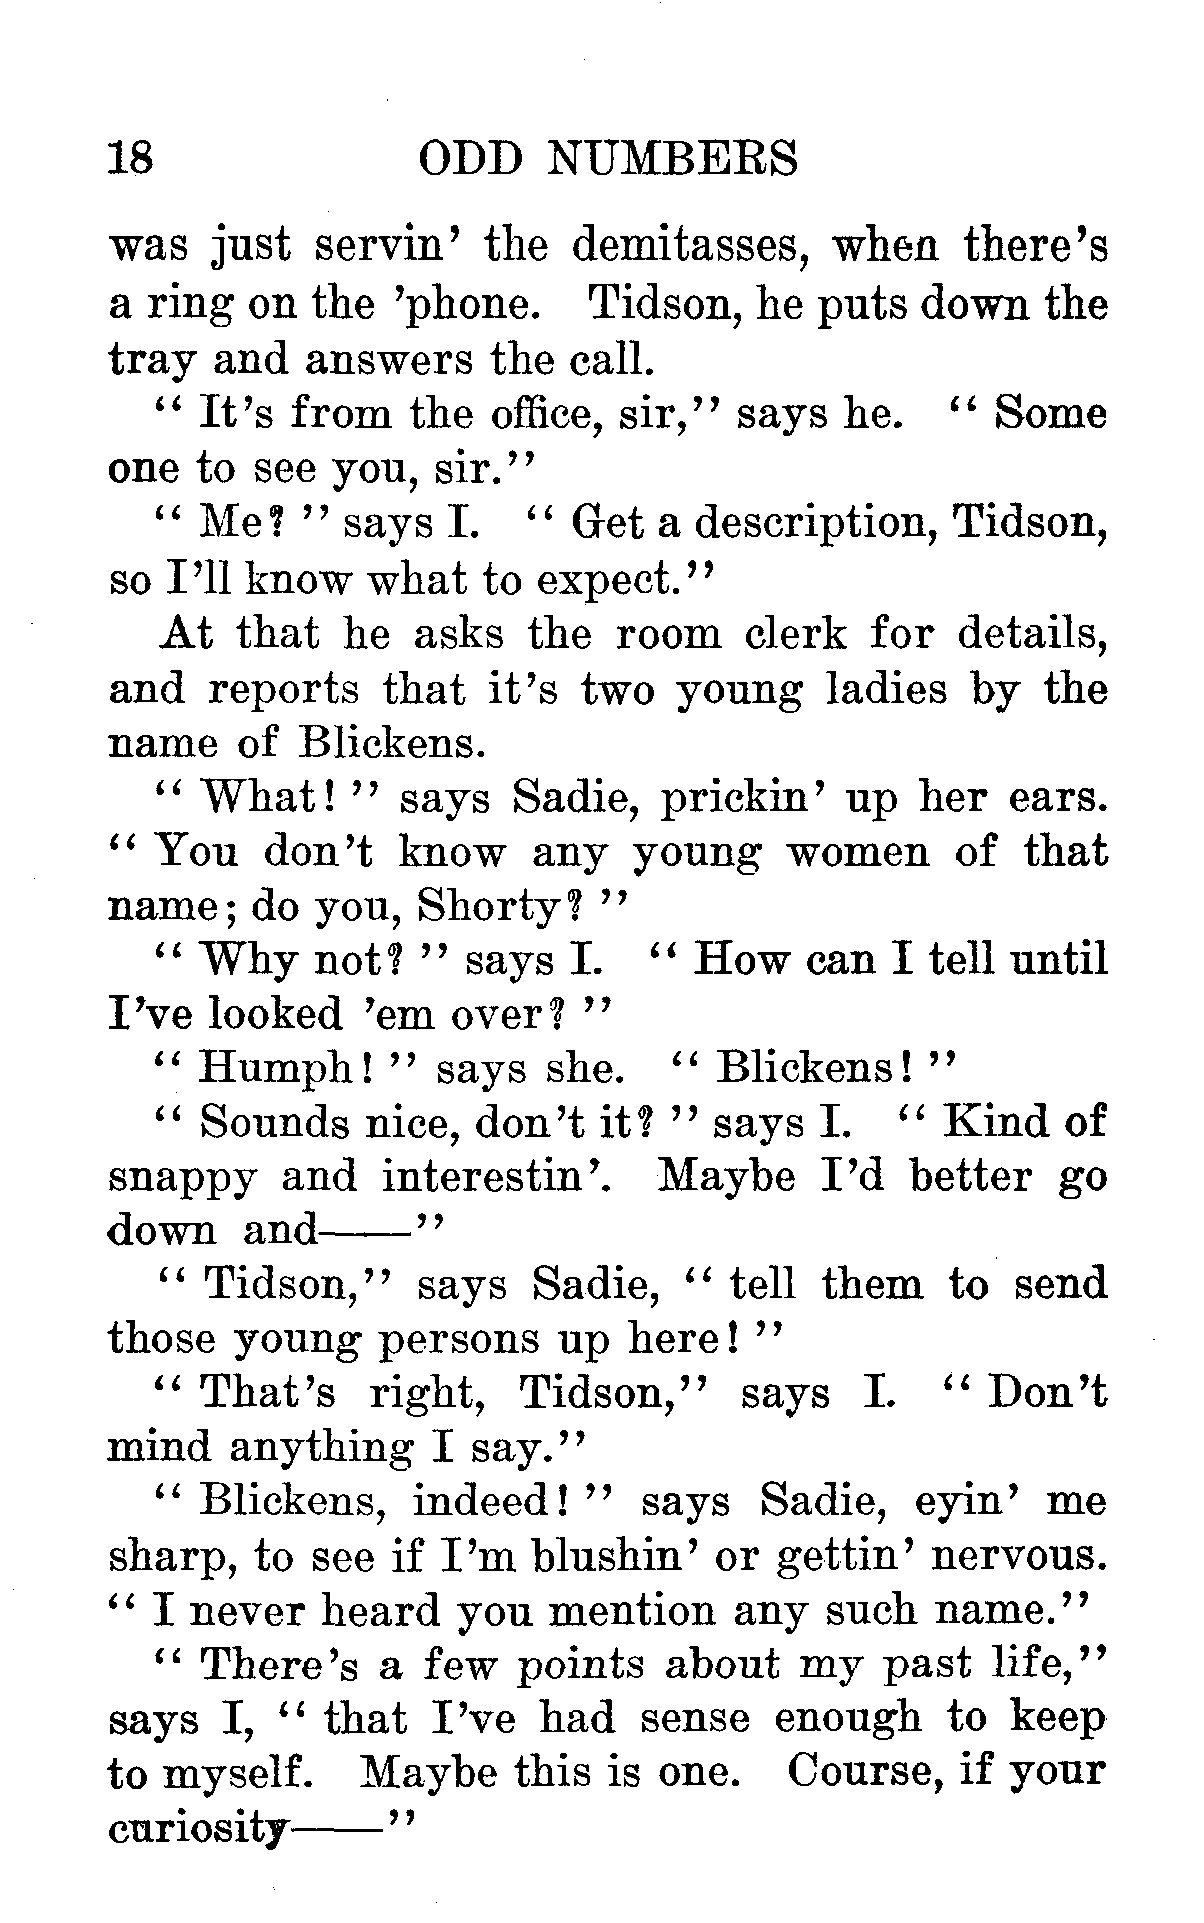 18 ODD NUMBERS
was just servin' the demitasses, when there's
a ring on the 'phone. Tidson, he puts down the
tray and answers the call.
"It's from the office, sir," says he. "Some
one to see you, sir."
"Me?" says I. "Get a description, Tidson,
so I'll know what to expect."
At that he asks the room clerk for details,
and reports that it's two young ladies by the
name of Blickens.
"What!" says Sadie, prickin' up her ears.
"You don't know any young women of that
name; do you, Shorty?"
"Why not?" says I. "How can I tell until
I've looked 'em over?"
"Humph!" says she. "Blickens!"
"Sounds nice, don't it?" says I. "Kind of
snappy and interestin'. Maybe I'd better go
down and——"
"Tidson," says Sadie, "tell them to send
those young persons up here!"
"That's right, Tidson," says I. "Don't
mind anything I say."
"Blickens, indeed!" says Sadie, eyin' me
sharp, to see if I'm blushin' or gettin' nervous.
"I never heard you mention any such name."
"There's a few points about my past life,"
says I, "that I've had sense enough to keep
to myself. Maybe this is one. Course, if your
curiosity——"